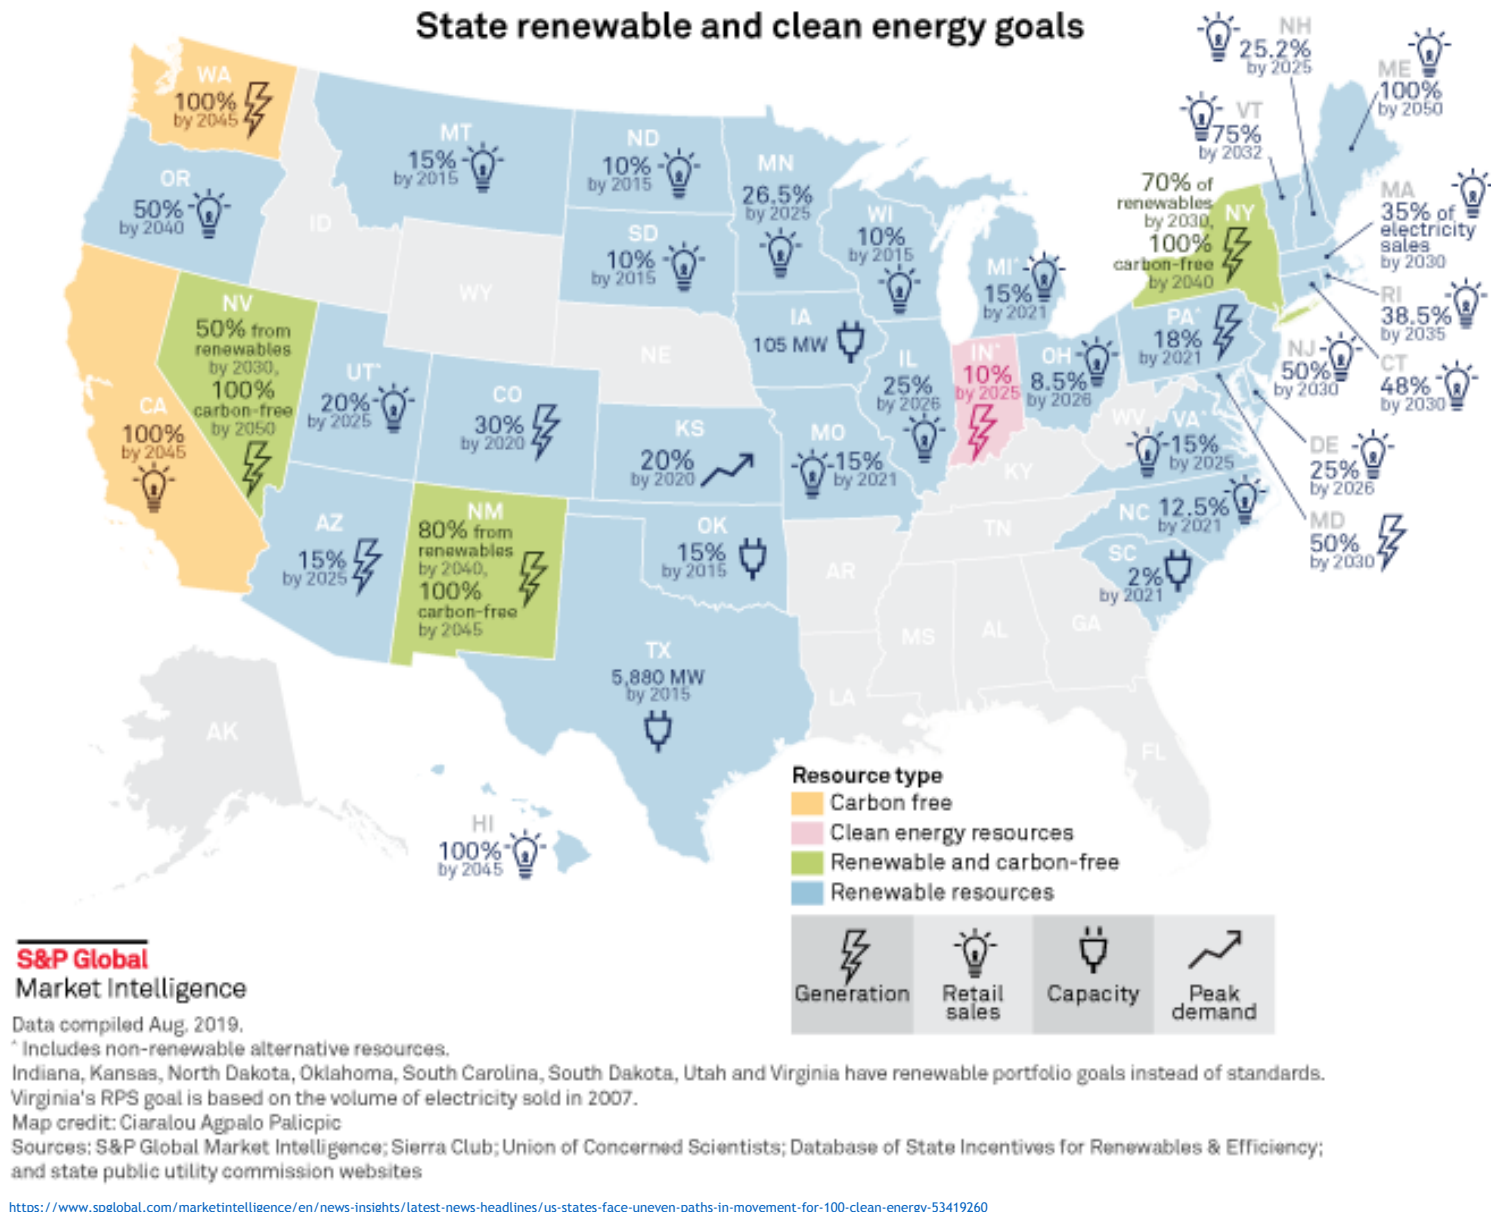 State renewable and clean energy goals
WA
100%
by 2045
OR
50%
by 2040
CA
100%
by 2045
NV
50% from
renewables
by 2030,
100%
carbon-free
by 2050
ID
MT
15%
by 2015
WY
UT^
20%
by 2025
CO
30%
by 2020
AZ
15%
by 2025
NM
80% from
renewables
by 2040,
100%
carbon-free
by 2045
ND
10%
by 2015
SD
10%
by 2015
NE
KS
20%
by 2020
OK
15%
by 2015
TX
5,880 MW
by 2015
MN
26.5%
by 2025
IA
105 MW
MO
15%
by 2021
AR
LA
WI
10%
by 2015
IL
25%
by 2026
MI^
15%
by 2021
IN^
10%
by 2025
OH
8.5%
by 2026
KY
TN
MS
AL
GA
FL
SC
2%
by 2021
NC
12.5%
by 2021
VA^
15%
by 2025
WV
PA^
18%
by 2021
70% of
renewables
by 2030,
100%
carbon-free
by 2040
NY
VT
75%
by 2032
NH
25.2%
by 2025
ME
100%
by 2050
MA
35% of
electricity
sales
by 2030
RI
38.5%
by 2035
CT
48%
by 2030
NJ
50%
by 2030
DE
25%
by 2026
MD
50%
by 2030
AK
HI
100%
by 2045
Resource type
Carbon free
Clean energy resources
Renewable and carbon-free
Renewable resources
Generation
Retail
sales
Capacity
Peak
demand
S&P Global
Market Intelligence
Data compiled Aug. 2019.
^ Includes non-renewable alternative resources.
Indiana, Kansas, North Dakota, Oklahoma, South Carolina, South Dakota, Utah and Virginia have renewable portfolio goals instead of standards.
Virginia's RPS goal is based on the volume of electricity sold in 2007.
Map credit: Ciaralou Agpalo Palicpic
Sources: S&P Global Market Intelligence; Sierra Club; Union of Concerned Scientists; Database of State Incentives for Renewables & Efficiency;
and state public utility commission websites
https://www.spglobal.com/marketintelligence/en/news-insights/latest-news-headlines/us-states-face-uneven-paths-in-movement-for-100-clean-energy-53419260